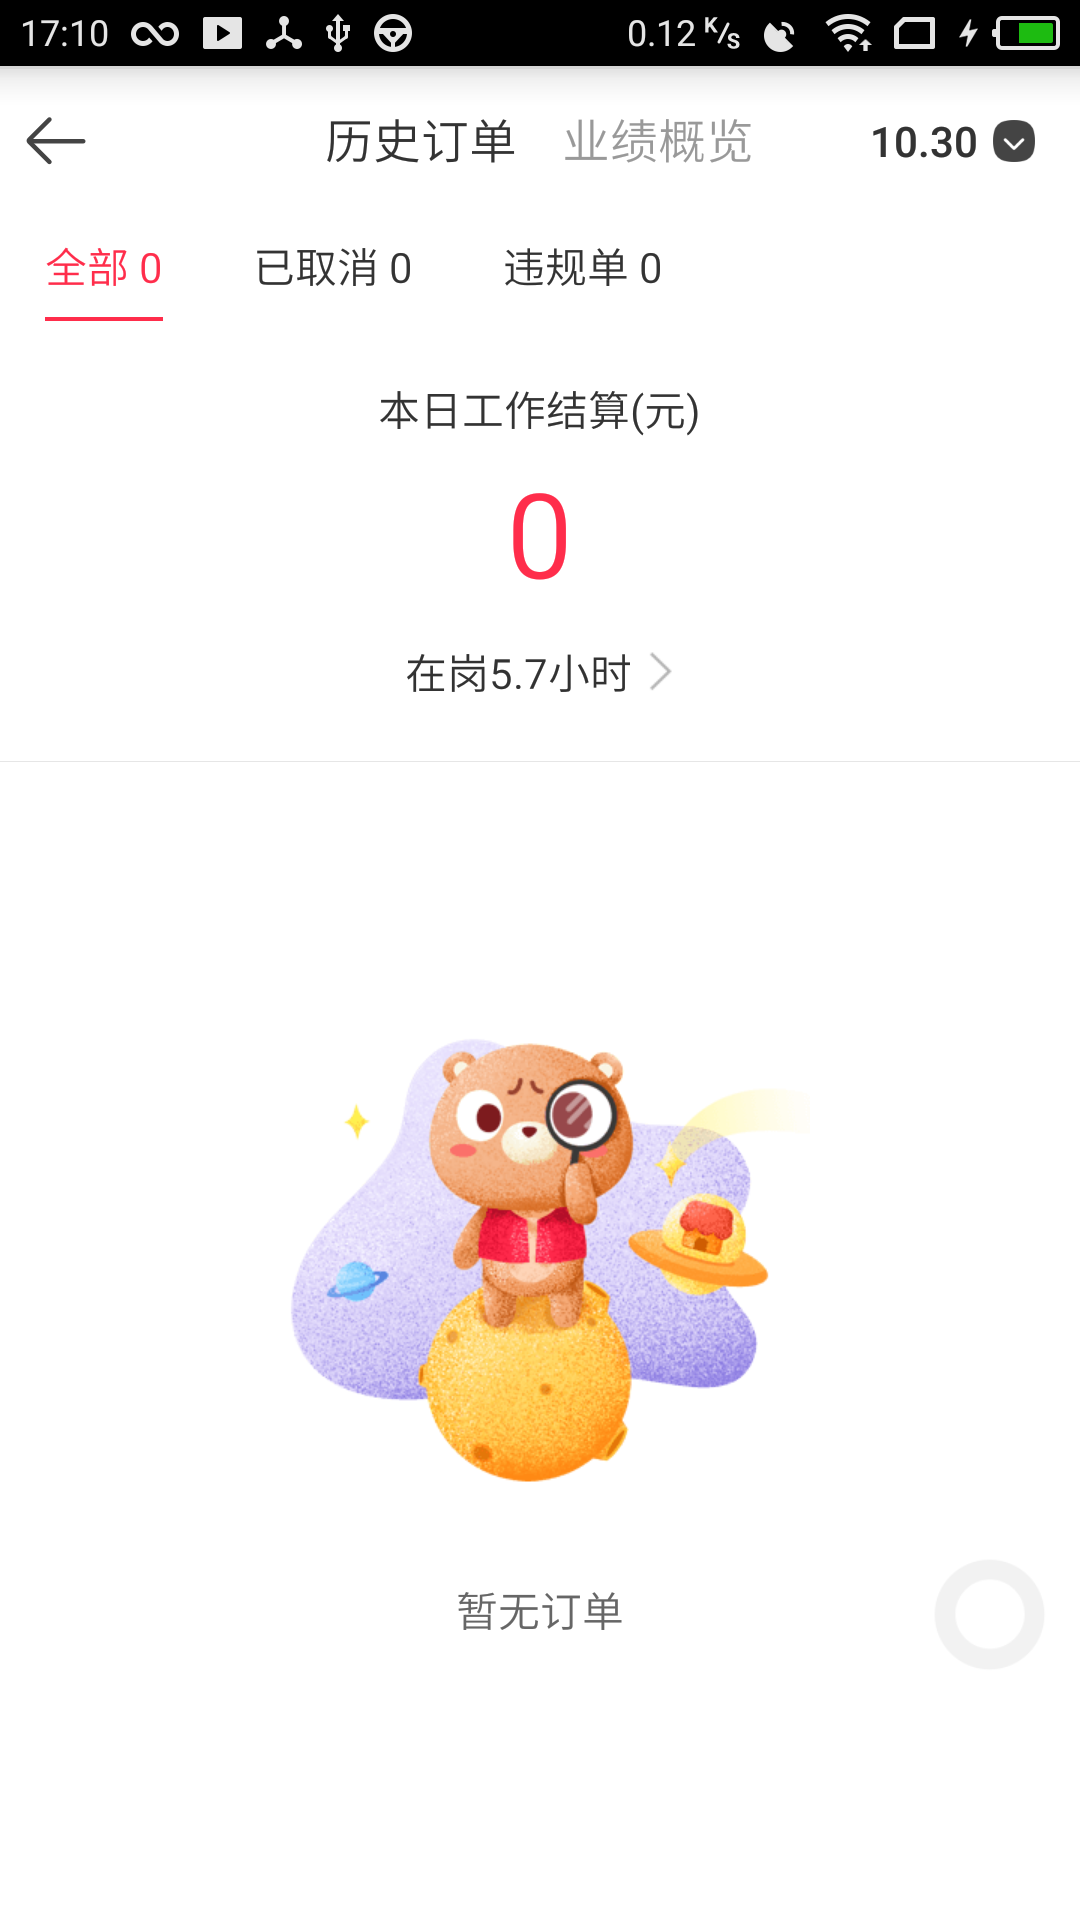 17:10 0.12 K/s
历史订单 业绩概览 10.30
全部 0 已取消 0 违规单 0
本日工作结算(元)
0
在岗5.7小时
暂无订单